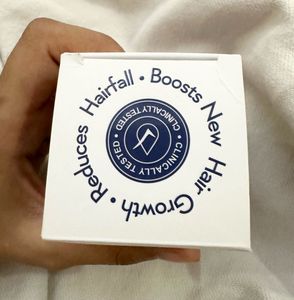 Reduces Hairfall • Boosts New Hair Growth •
CLINICALLY TESTED • CLINICALLY TESTED •